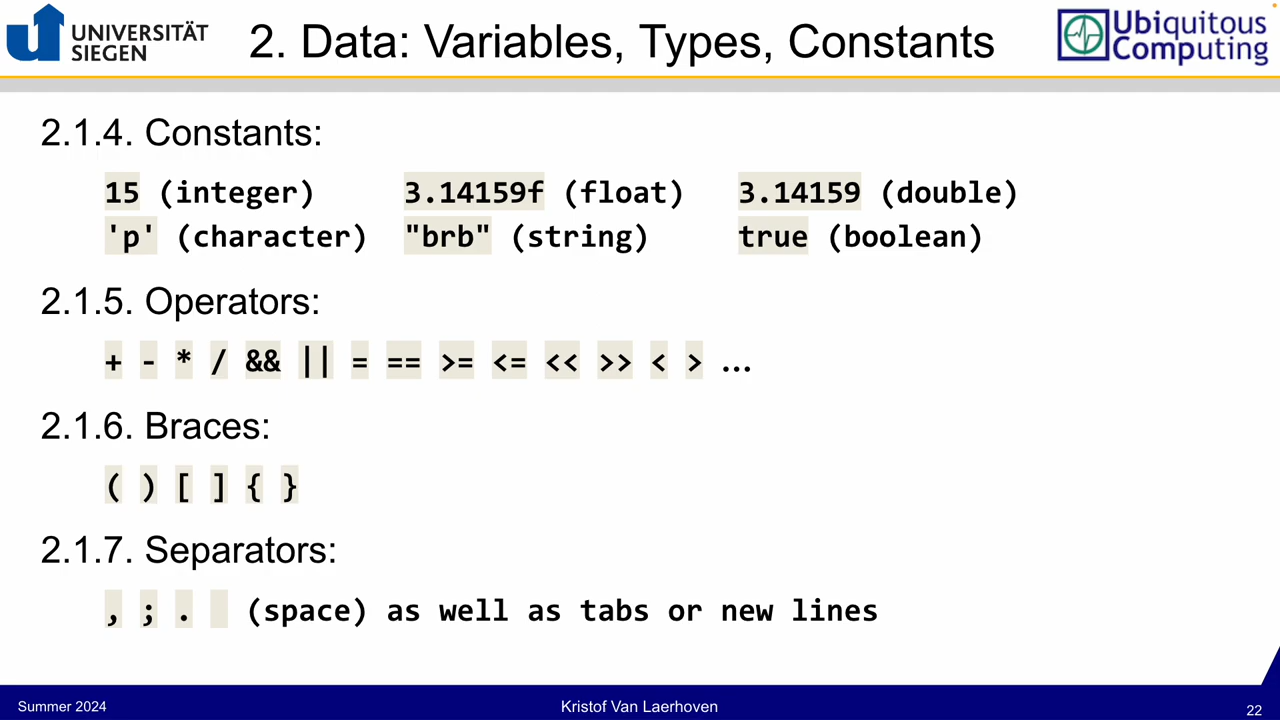 UNIVERSITÄT
SIEGEN
2. Data: Variables, Types, Constants
Ubiquitous
Computing
2.1.4. Constants:
15 (integer) 3.14159f (float) 3.14159 (double)
'p' (character) "brb" (string) true (boolean)
2.1.5. Operators:
+ - * / && || = == >= <= << >> < > …
2.1.6. Braces:
( ) [ ] { }
2.1.7. Separators:
, ; . (space) as well as tabs or new lines
Summer 2024
Kristof Van Laerhoven
22